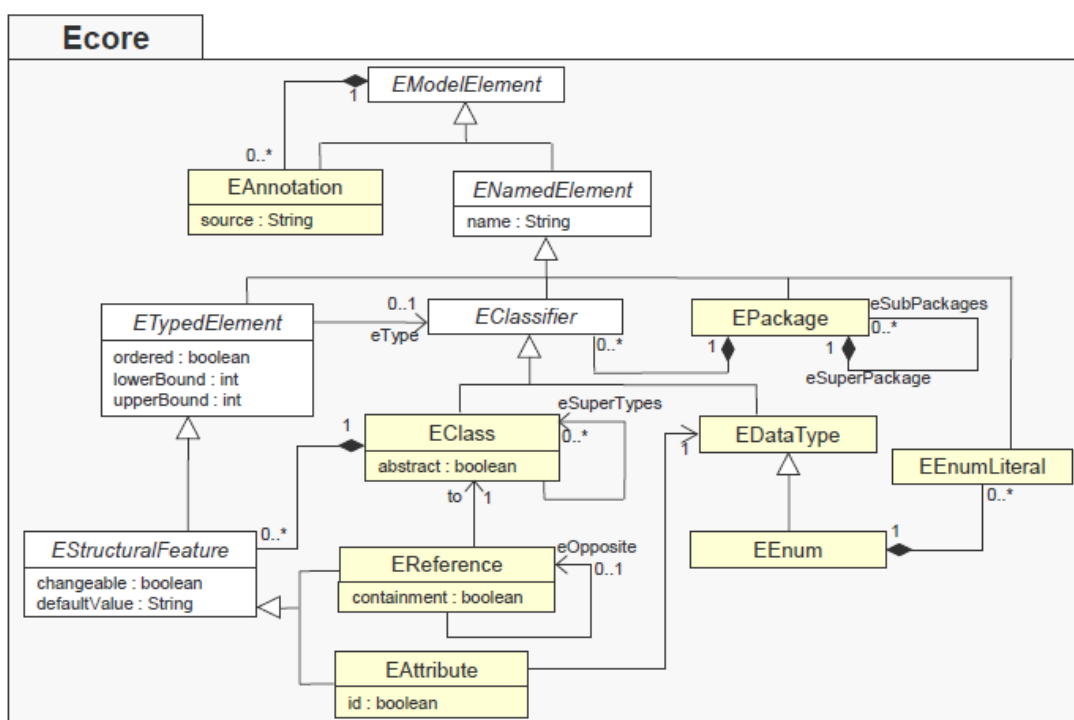 Ecore
EModelElement
1
0..*
EAnnotation
source : String
ENamedElement
name : String
ETypedElement
ordered : boolean
lowerBound : int
upperBound : int
0..1
eType
EClassifier
0..*
EPackage
1
1
eSubPackages
0..*
eSuperPackage
eSuperTypes
0..*
1
EClass
abstract : boolean
EDataType
1
EEnumLiteral
0..*
to
1
0..*
EStructuralFeature
changeable : boolean
defaultValue : String
EReference
containment : boolean
eOpposite
0..1
EEnum
1
EAttribute
id : boolean